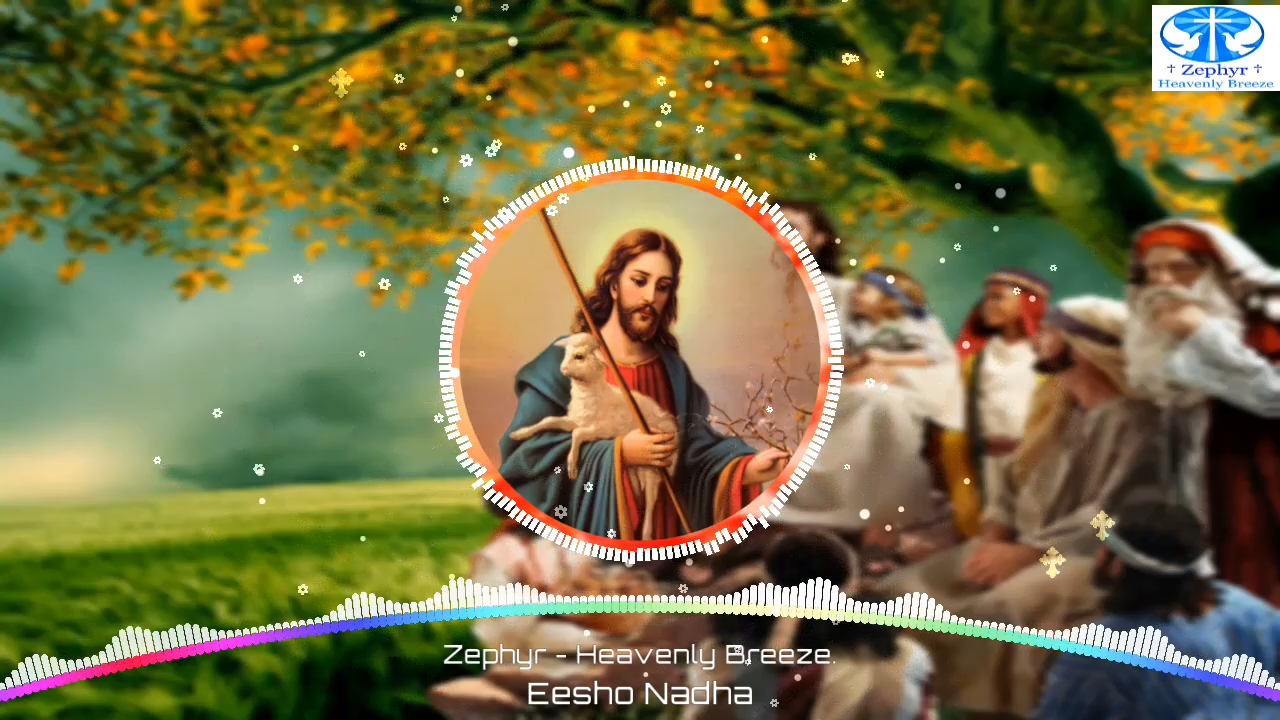 † Zephyr †
Heavenly Breeze
Zephyr - Heavenly Breeze.
Eesho Nadha